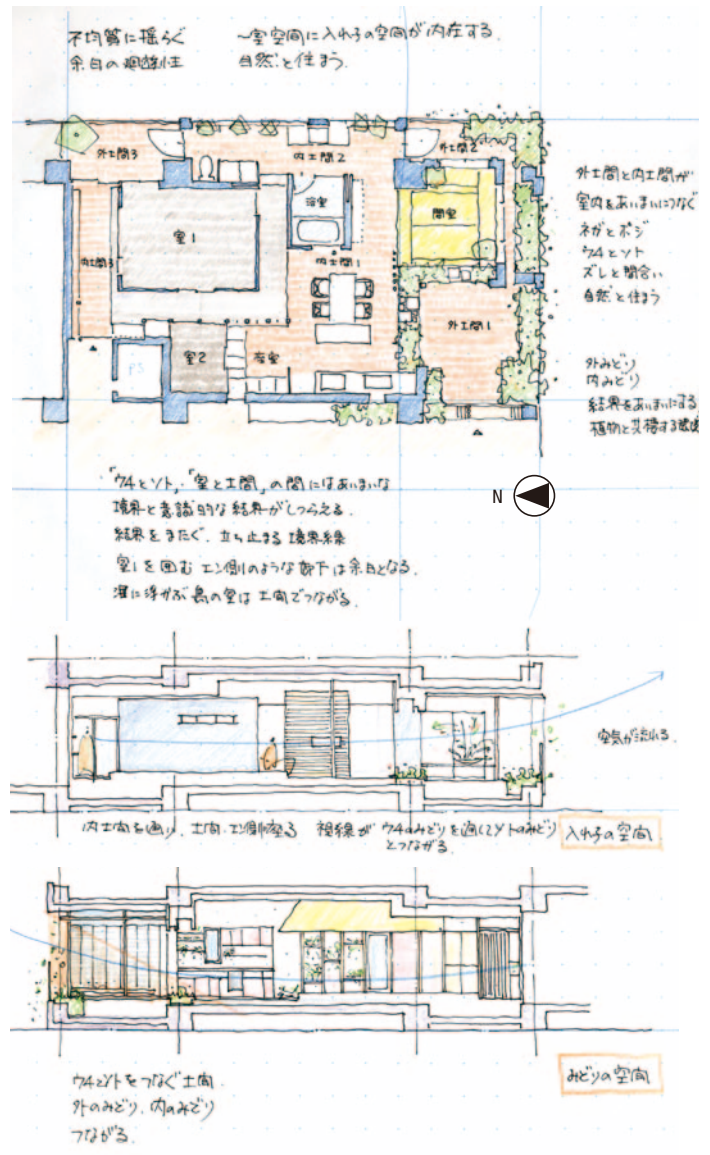 不均質に揺らぐ
余白の廻遊性
一室空間に入れ子の空間が内在する。
自然と住まう。
外土間3
内土間2
外土間2
浴室
間室
室1
内土間3
内土間1
外土間1
室2
衣室
PS
外土間と内土間が
室内をあいまいにつなぐ
ネガとポジ
ウチとソト
ズレと間合い
自然と住まう
外みどり
内みどり
結界をあいまいにする
植物と共棲する
N
「ウチとソト」・「室と土間」の間にはあいまいな
境界と意識的な結界がしつらえる。
結界をまたぐ、立ち止まる境界線
室1を囲むエン側のような廊下は余白となる。
海に浮かぶ島の室は土間でつながる。
空気が流れる。
内土間を通り、土間・エン側に座る 視線がウチのみどりを通してソトのみどり
とつながる。
入れ子の空間
ウチとソトをつなぐ土間
外のみどり、内のみどり
つながる。
みどりの空間